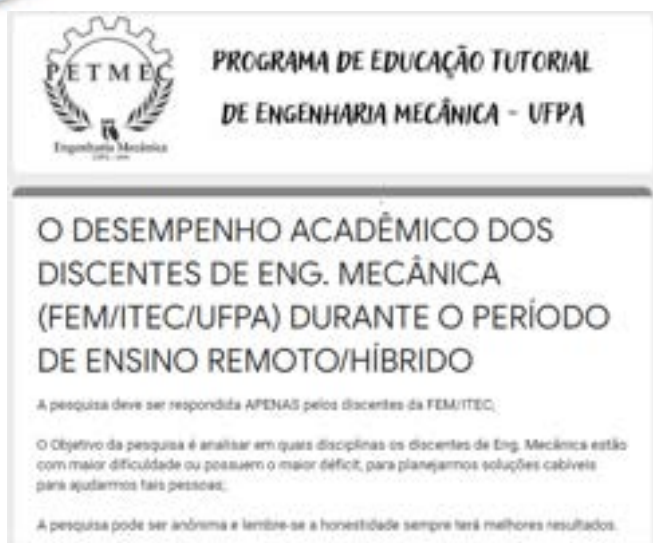 PETMEC
PROGRAMA DE EDUCAÇÃO TUTORIAL
DE ENGENHARIA MECÂNICA - UFPA
Engenharia Mecânica
O DESEMPENHO ACADÊMICO DOS
DISCENTES DE ENG. MECÂNICA
(FEM/ITEC/UFPA) DURANTE O PERÍODO
DE ENSINO REMOTO/HÍBRIDO
A pesquisa deve ser respondida APENAS pelos discentes da FEM/ITEC;
O Objetivo da pesquisa é analisar em quais disciplinas os discentes de Eng. Mecânica estão
com maior dificuldade ou possuem o maior déficit, para planejarmos soluções cabíveis
para ajudarmos tais pessoas;
A pesquisa pode ser anônima e lembre-se a honestidade sempre terá melhores resultados.